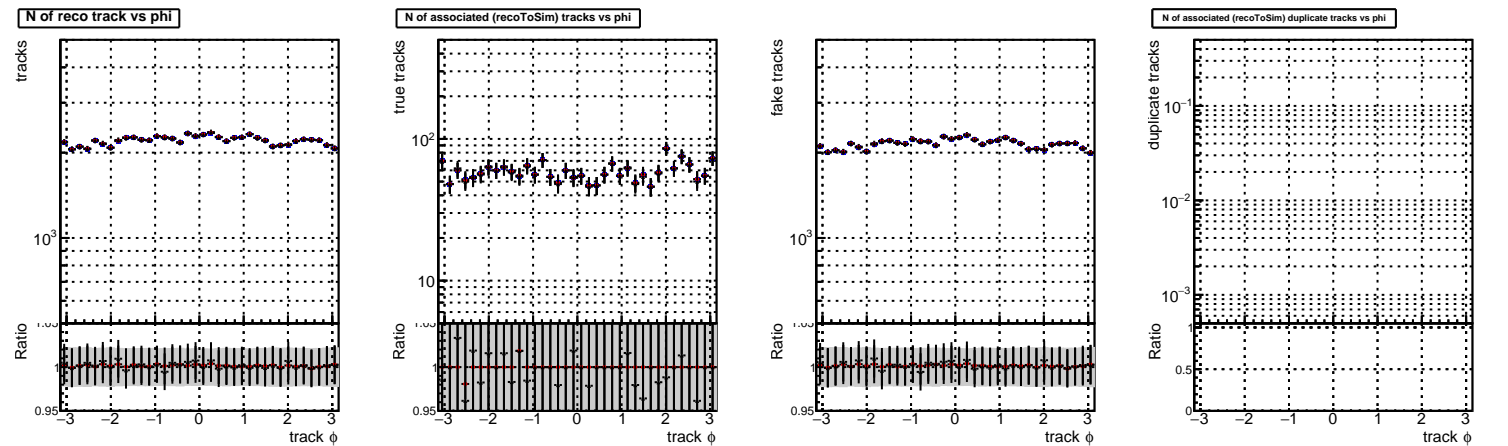 N of reco track vs phi
tracks
10³
Ratio
1.05
1
0.95
−3 −2 −1 0 1 2 3
track ϕ
N of associated (recoToSim) tracks vs phi
true tracks
10²
10
Ratio
1
0.95
−3 −2 −1 0 1 2 3
track ϕ
fake tracks
10³
Ratio
1.05
1
0.95
−3 −2 −1 0 1 2 3
track ϕ
N of associated (recoToSim) duplicate tracks vs phi
duplicate tracks
10⁻¹
10⁻²
10⁻³
Ratio
1
0.5
0
−3 −2 −1 0 1 2 3
track ϕ